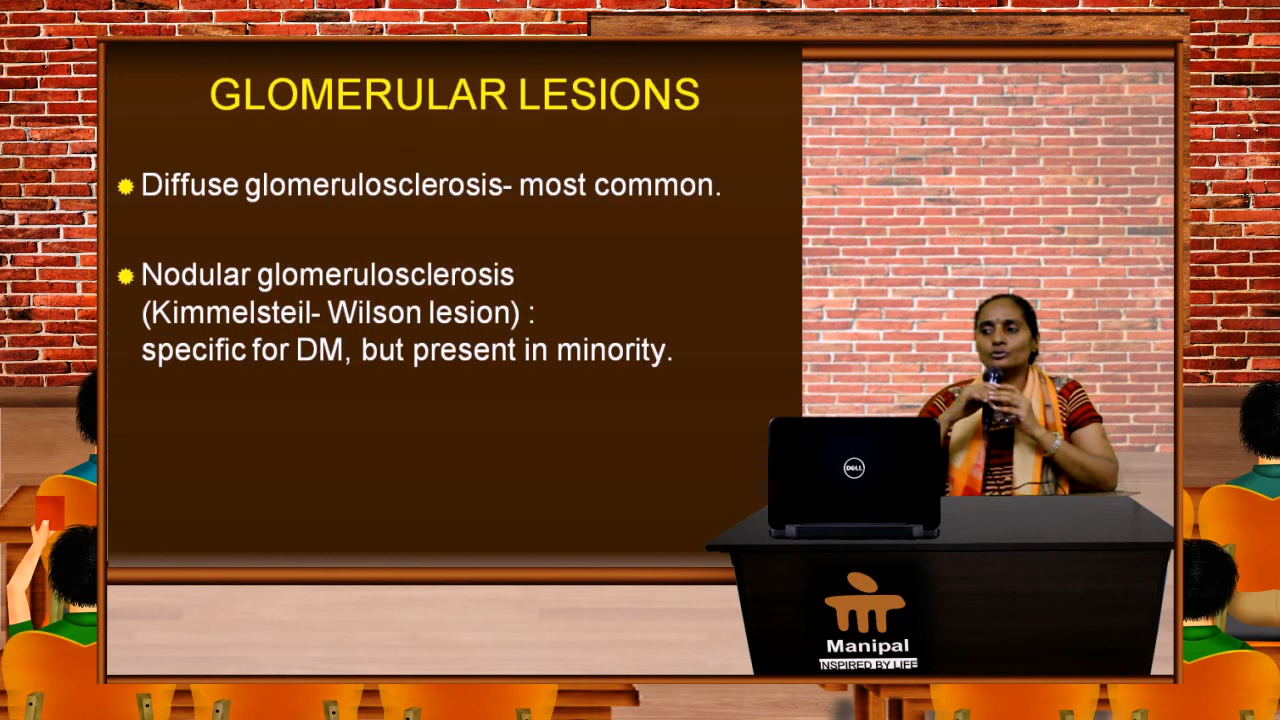 GLOMERULAR LESIONS
Diffuse glomerulosclerosis- most common.
Nodular glomerulosclerosis
(Kimmelsteil- Wilson lesion) :
specific for DM, but present in minority.
DELL
Manipal
INSPIRED BY LIFE